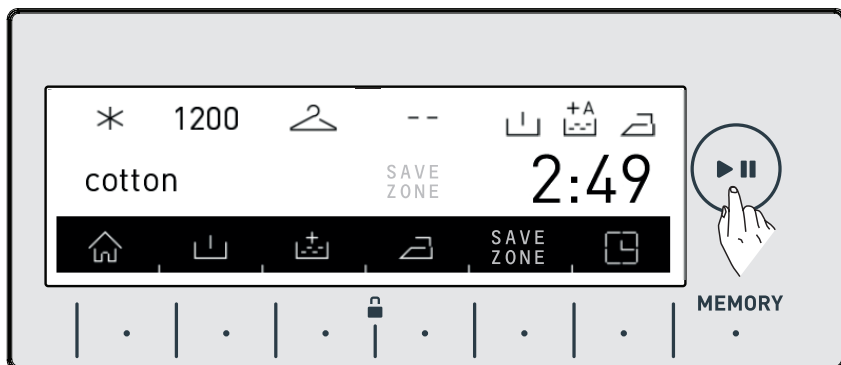 1200 -- +A
cotton SAVE ZONE 2:49
+ SAVE ZONE
MEMORY